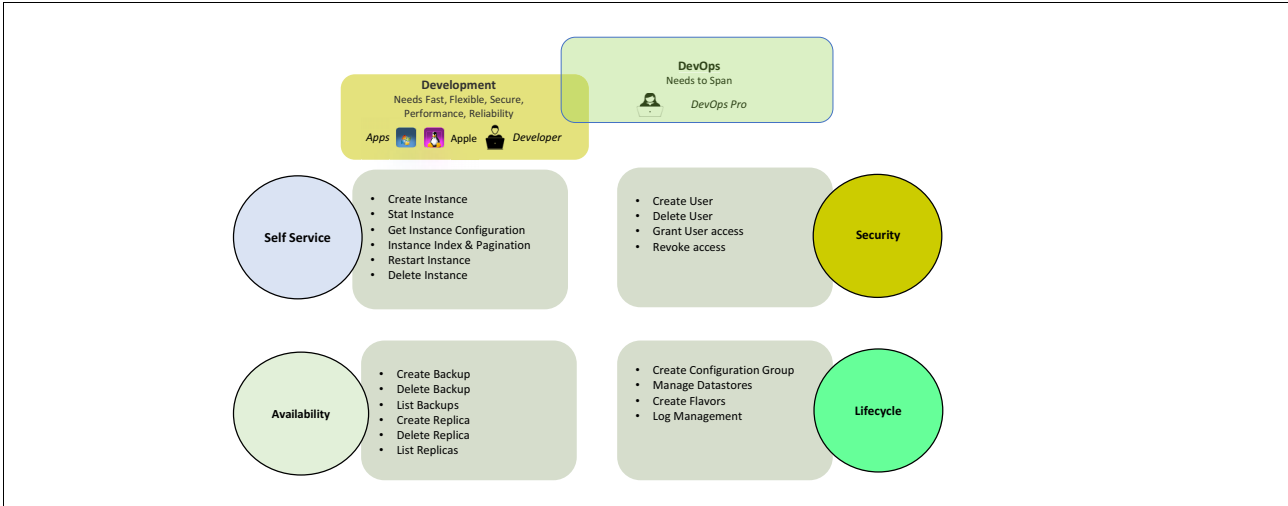 DevOps
Needs to Span
DevOps Pro
Development
Needs Fast, Flexible, Secure,
Performance, Reliability
Apps Apple Developer
Self Service
• Create Instance
• Stat Instance
• Get Instance Configuration
• Instance Index & Pagination
• Restart Instance
• Delete Instance
• Create User
• Delete User
• Grant User access
• Revoke access
Security
Availability
• Create Backup
• Delete Backup
• List Backups
• Create Replica
• Delete Replica
• List Replicas
• Create Configuration Group
• Manage Datastores
• Create Flavors
• Log Management
Lifecycle